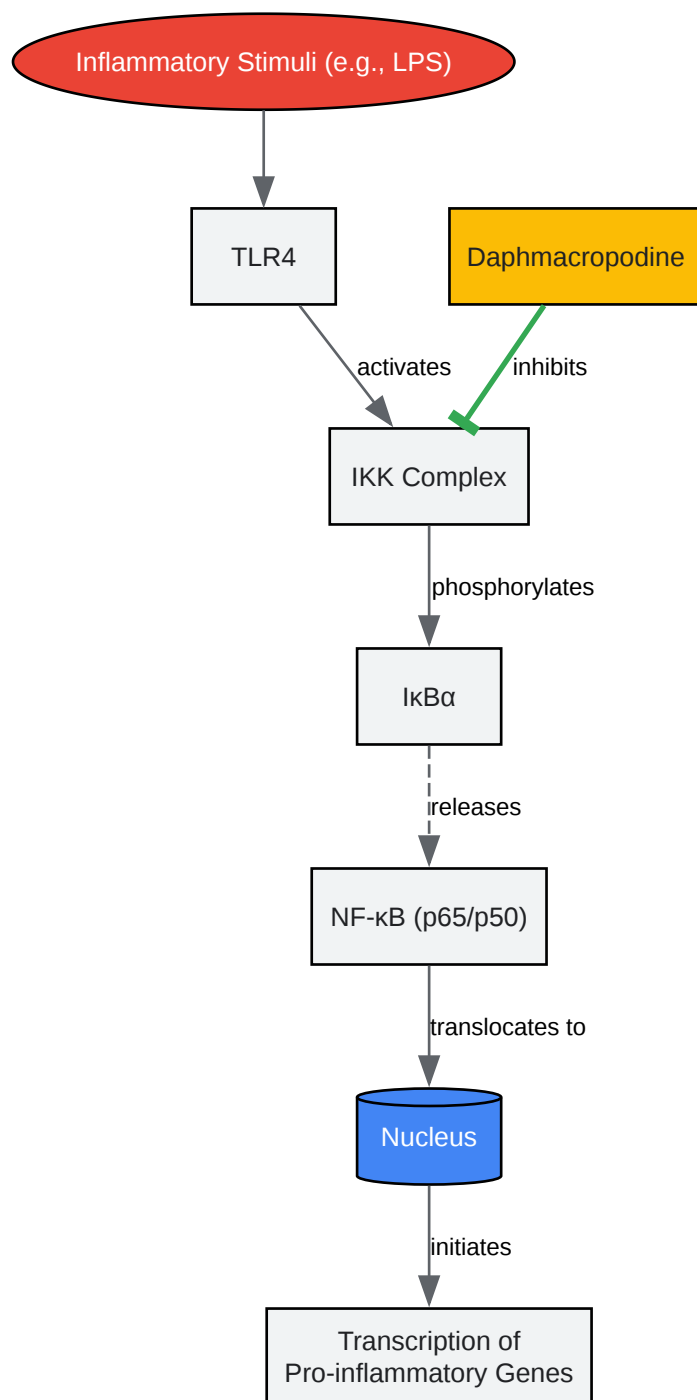 Inflammatory Stimuli (e.g., LPS)
TLR4
Daphmacropodine
activates
inhibits
IKK Complex
phosphorylates
IκBα
releases
NF-κB (p65/p50)
translocates to
Nucleus
initiates
Transcription of
Pro-inflammatory Genes